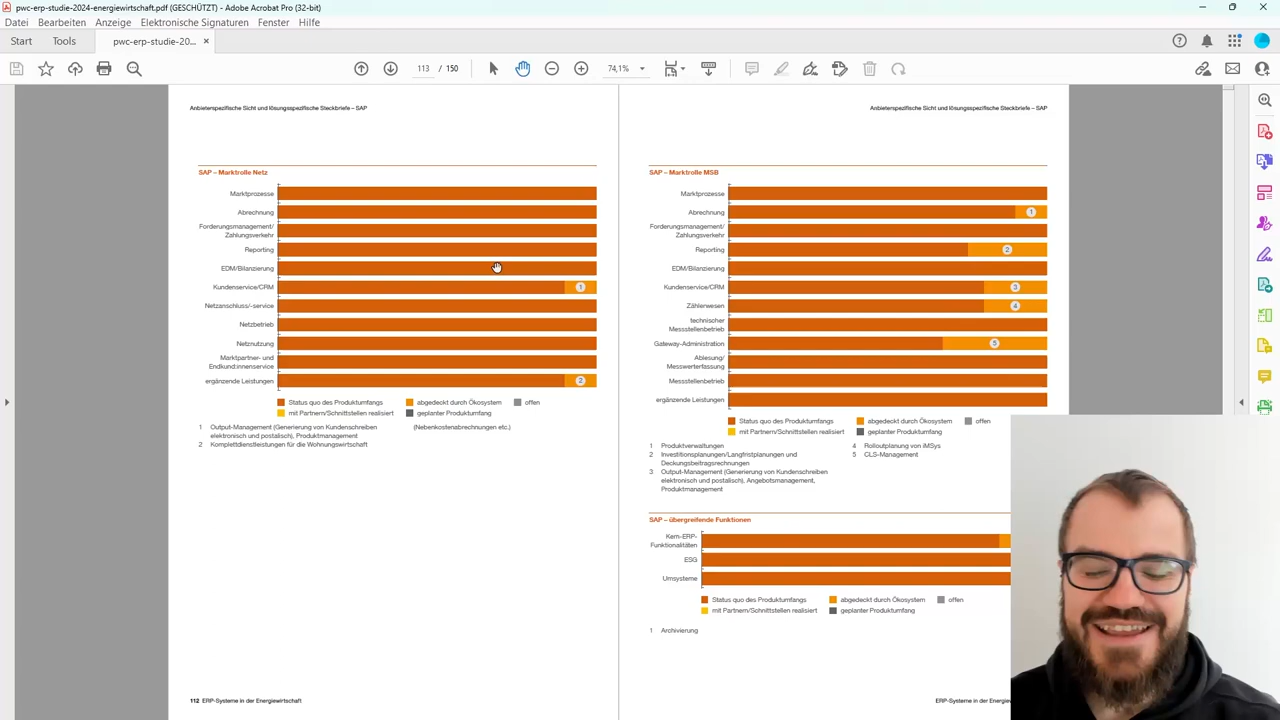 pwc-erp-studie-2024-energiewirtschaft.pdf (GESCHÜTZT) - Adobe Acrobat Pro (32-bit)
Datei Bearbeiten Anzeige Elektronische Signaturen Fenster Hilfe
Start Tools pwc-erp-studie-20... ×
113 / 150 74,1%
Anbieterspezifische Sicht und lösungsspezifische Steckbriefe – SAP
SAP – Marktrolle Netz
Marktprozesse
Abrechnung
Forderungsmanagement/
Zahlungsverkehr
Reporting
EDM/Bilanzierung
Kundenservice/CRM 1
Netzanschluss/-service
Netzbetrieb
Netznutzung
Marktpartner- und
Endkund:innenservice
ergänzende Leistungen 2
Status quo des Produktumfangs abgedeckt durch Ökosystem offen
mit Partnern/Schnittstellen realisiert geplanter Produktumfang
1 Output-Management (Generierung von Kundenschreiben
elektronisch und postalisch), Produktmanagement
2 Komplettdienstleistungen für die Wohnungswirtschaft
(Nebenkostenabrechnungen etc.)
112 ERP-Systeme in der Energiewirtschaft
Anbieterspezifische Sicht und lösungsspezifische Steckbriefe – SAP
SAP – Marktrolle MSB
Marktprozesse
Abrechnung 1
Forderungsmanagement/
Zahlungsverkehr
Reporting 2
EDM/Bilanzierung
Kundenservice/CRM 3
Zählerwesen 4
technischer
Messstellenbetrieb
Gateway-Administration 5
Ablesung/
Messwerterfassung
Messstellenbetrieb
ergänzende Leistungen
Status quo des Produktumfangs abgedeckt durch Ökosystem offen
mit Partnern/Schnittstellen realisiert geplanter Produktumfang
1 Produktverwaltungen
2 Investitionsplanungen/Langfristplanungen und
Deckungsbeitragsrechnungen
3 Output-Management (Generierung von Kundenschreiben
elektronisch und postalisch), Angebotsmanagement,
Produktmanagement
4 Rolloutplanung von iMSys
5 CLS-Management
SAP – übergreifende Funktionen
Kern-ERP-
Funktionalitäten
ESG
Umsysteme
Status quo des Produktumfangs abgedeckt durch Ökosystem offen
mit Partnern/Schnittstellen realisiert geplanter Produktumfang
1 Archivierung
ERP-Systeme in der Energiewirtschaft